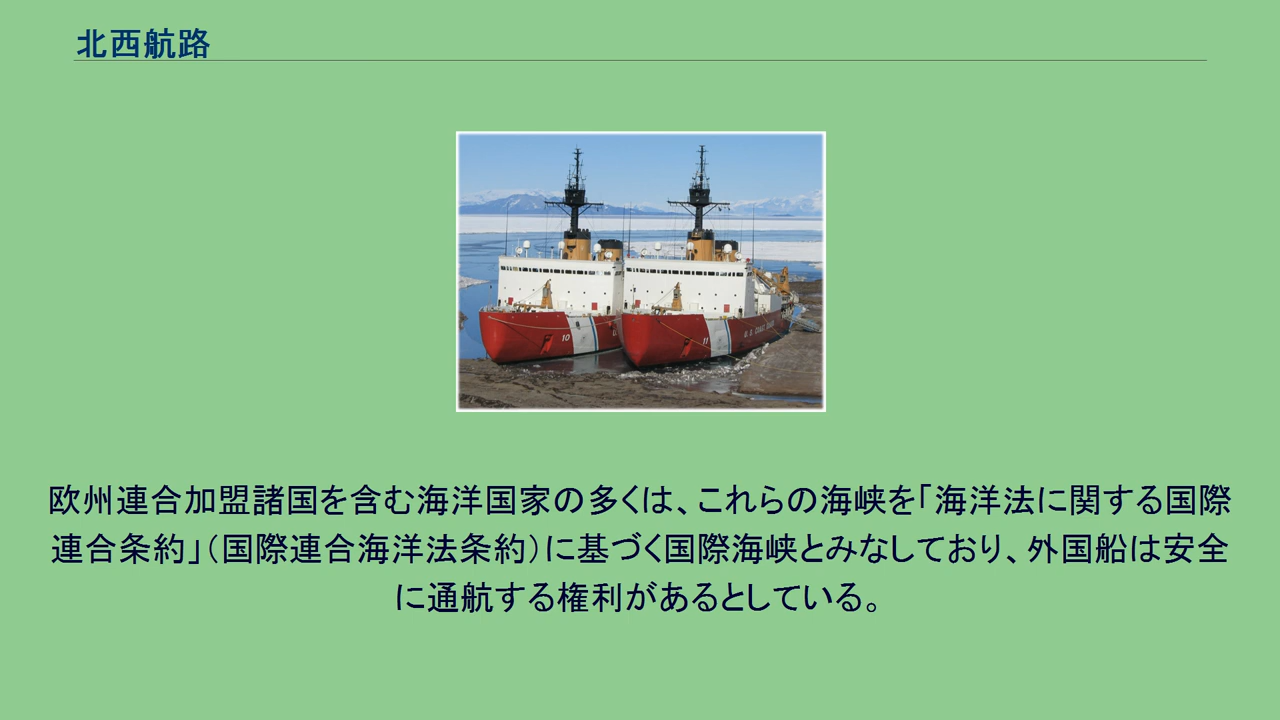 北西航路
10
11
U. S. COAST GUARD
欧州連合加盟諸国を含む海洋国家の多くは、これらの海峡を「海洋法に関する国際
連合条約」（国際連合海洋法条約）に基づく国際海峡とみなしており、外国船は安全
に通航する権利があるとしている。